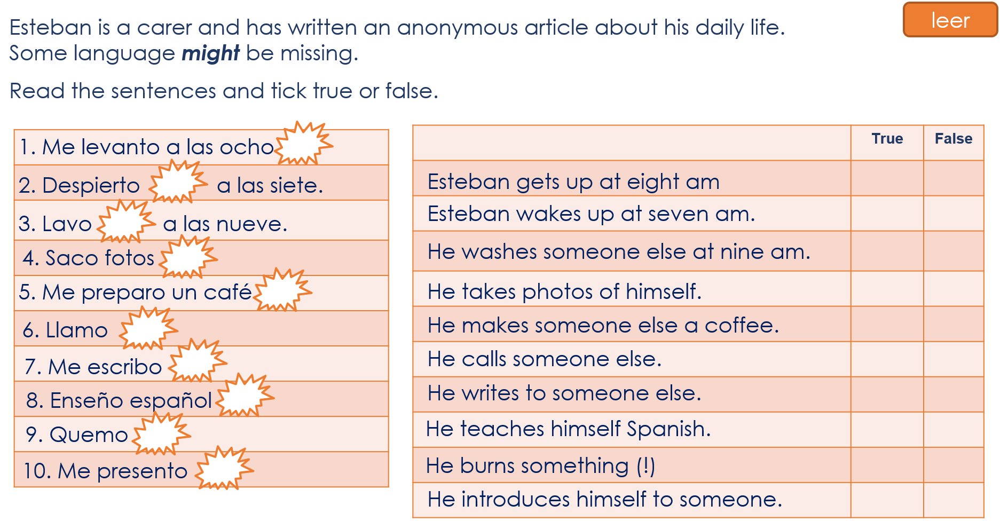 Esteban is a carer and has written an anonymous article about his daily life.
Some language might be missing.
leer
Read the sentences and tick true or false.
1. Me levanto a las ocho
2. Despierto a las siete.
3. Lavo a las nueve.
4. Saco fotos
5. Me preparo un café
6. Llamo
7. Me escribo
8. Enseño español
9. Quemo
10. Me presento
True False
Esteban gets up at eight am
Esteban wakes up at seven am.
He washes someone else at nine am.
He takes photos of himself.
He makes someone else a coffee.
He calls someone else.
He writes to someone else.
He teaches himself Spanish.
He burns something (!)
He introduces himself to someone.